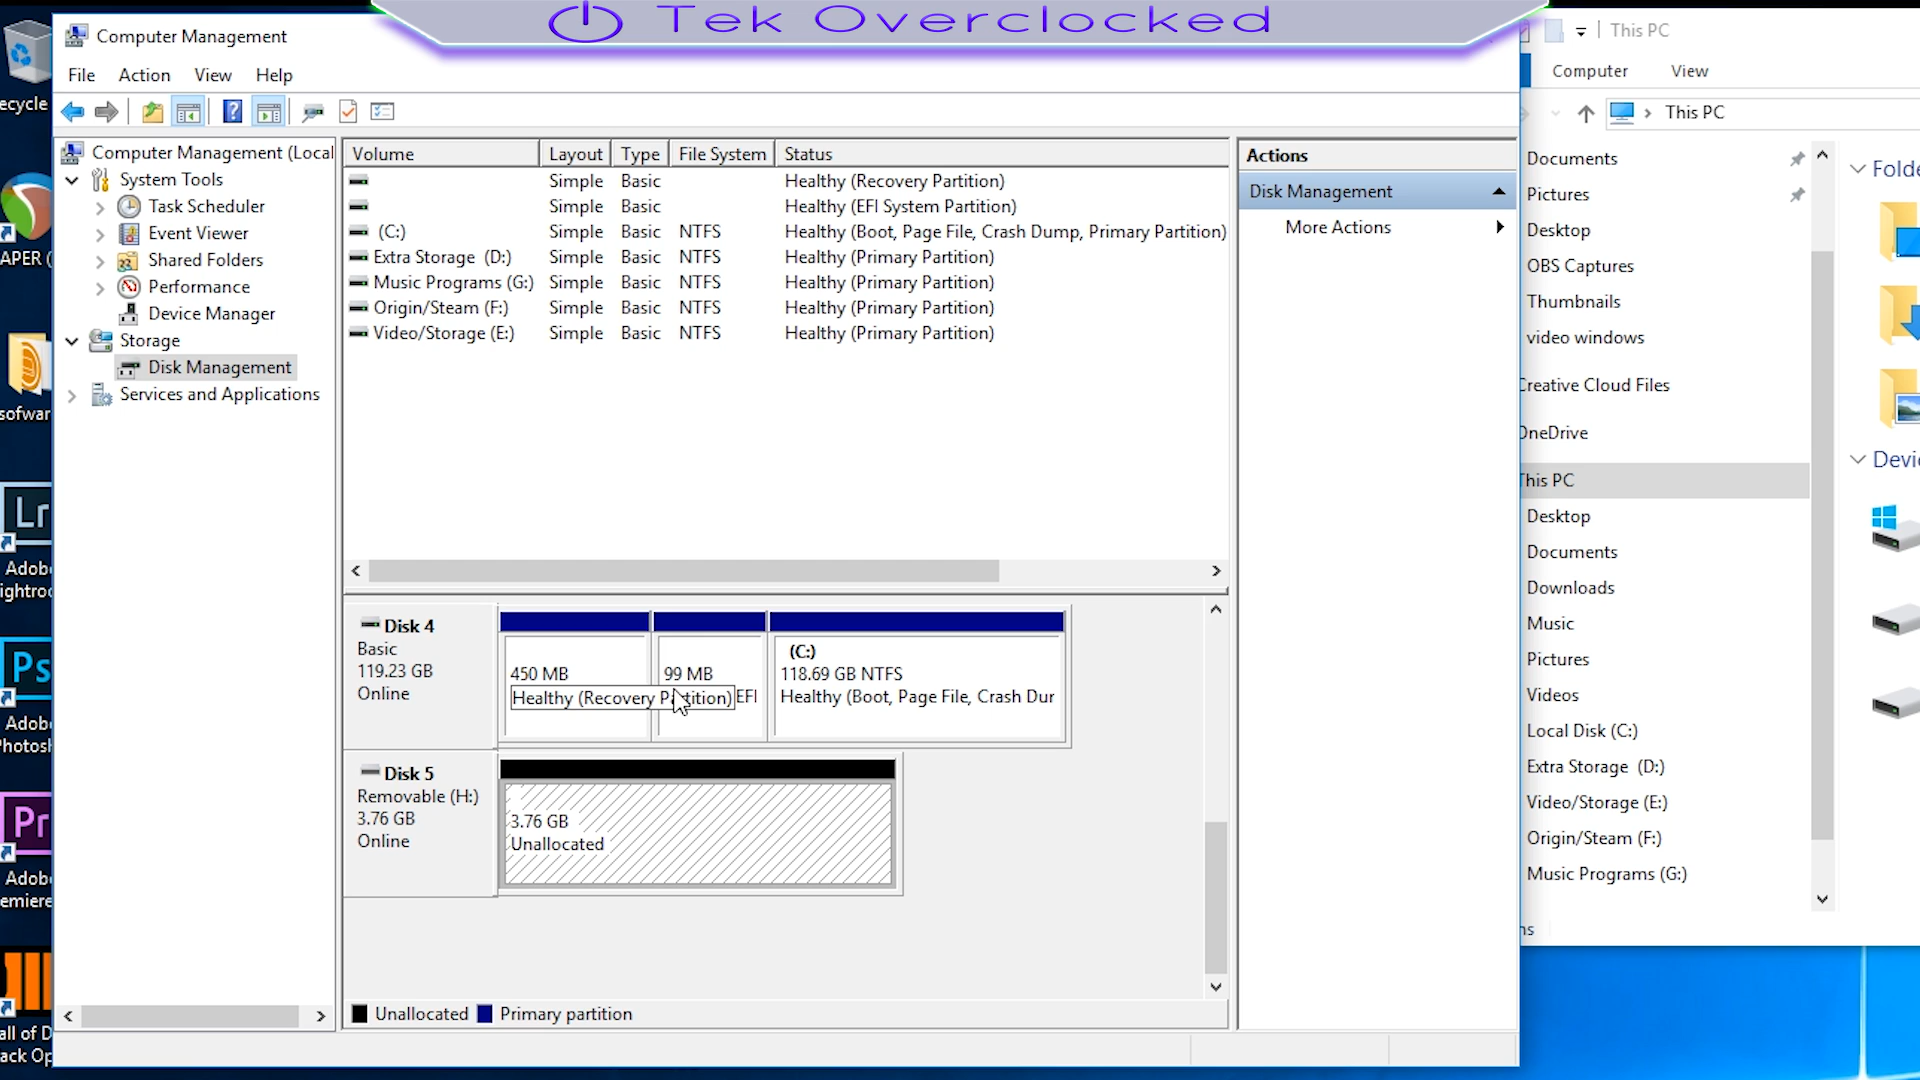 Tek Overclocked
Computer Management
File Action View Help
Computer Management (Local
System Tools
Task Scheduler
Event Viewer
Shared Folders
Performance
Device Manager
Storage
Disk Management
Services and Applications
Volume Layout Type File System Status
Simple Basic Healthy (Recovery Partition)
Simple Basic Healthy (EFI System Partition)
(C:) Simple Basic NTFS Healthy (Boot, Page File, Crash Dump, Primary Partition)
Extra Storage (D:) Simple Basic NTFS Healthy (Primary Partition)
Music Programs (G:) Simple Basic NTFS Healthy (Primary Partition)
Origin/Steam (F:) Simple Basic NTFS Healthy (Primary Partition)
Video/Storage (E:) Simple Basic NTFS Healthy (Primary Partition)
Disk 4
Basic
119.23 GB
Online
450 MB
Healthy (Recovery Partition)
99 MB
EFI
(C:)
118.69 GB NTFS
Healthy (Boot, Page File, Crash Dur
Disk 5
Removable (H:)
3.76 GB
Online
3.76 GB
Unallocated
Unallocated Primary partition
Actions
Disk Management
More Actions
This PC
Computer View
This PC
Documents
Pictures
Desktop
OBS Captures
Thumbnails
video windows
Creative Cloud Files
OneDrive
This PC
Desktop
Documents
Downloads
Music
Pictures
Videos
Local Disk (C:)
Extra Storage (D:)
Video/Storage (E:)
Origin/Steam (F:)
Music Programs (G:)
ns
Folde
Devic
ecycle
APER (
sofwar
Lr
Adobe
ightroo
Ps
Adobe
Photosh
Pr
Adobe
emiere
all of D
ack Op